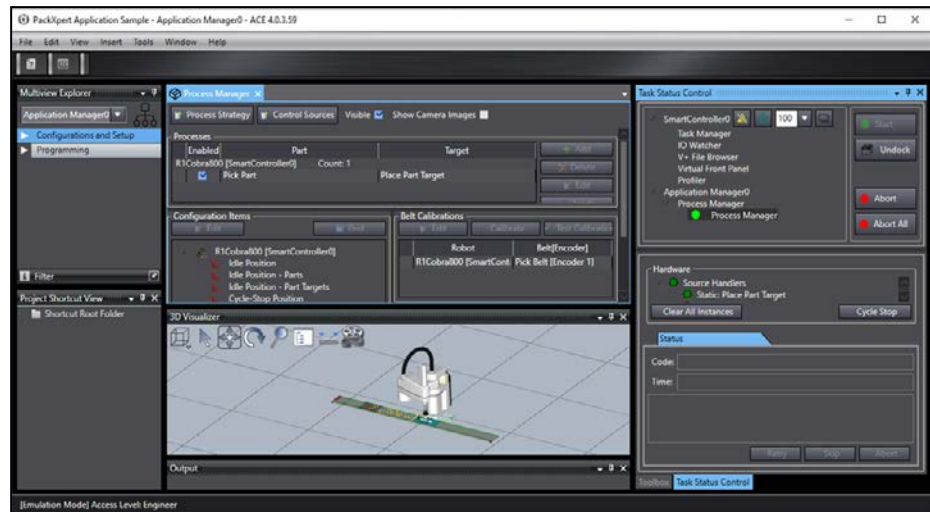 PackXpert Application Sample - Application Manager0 - ACE 4.0.3.59
File Edit View Insert Tools Window Help
Multiview Explorer
Application Manager0
Configurations and Setup
Programming
Filter
Project Shortcut View
Shortcut Root Folder
Process Manager
Process Strategy Control Sources Visible Show Camera Images
Processes
Enabled Part Target
R1Cobra800 [SmartController0] Count: 1
Pick Part Place Part Target
Add
Delete
Edit
Configuration Items
Edit Grid
R1Cobra800 [SmartController0]
Idle Position
Idle Position - Parts
Idle Position - Part Targets
Cycle-Stop Position
Belt Calibrations
Edit Calibrate Test Calibration
Robot Belt[Encoder]
R1Cobra800 [SmartCont Pick Belt [Encoder 1]
3D Visualizer
Output
Task Status Control
SmartController0 100
Task Manager
IO Watcher
V+ File Browser
Virtual Front Panel
Profiler
Application Manager0
Process Manager
Process Manager
Start
Undock
Abort
Abort All
Hardware
Source Handlers
Static: Place Part Target
Clear All Instances Cycle Stop
Status
Code:
Time:
Retry Skip Abort
Toolbox Task Status Control
[Emulation Mode] Access Level: Engineer